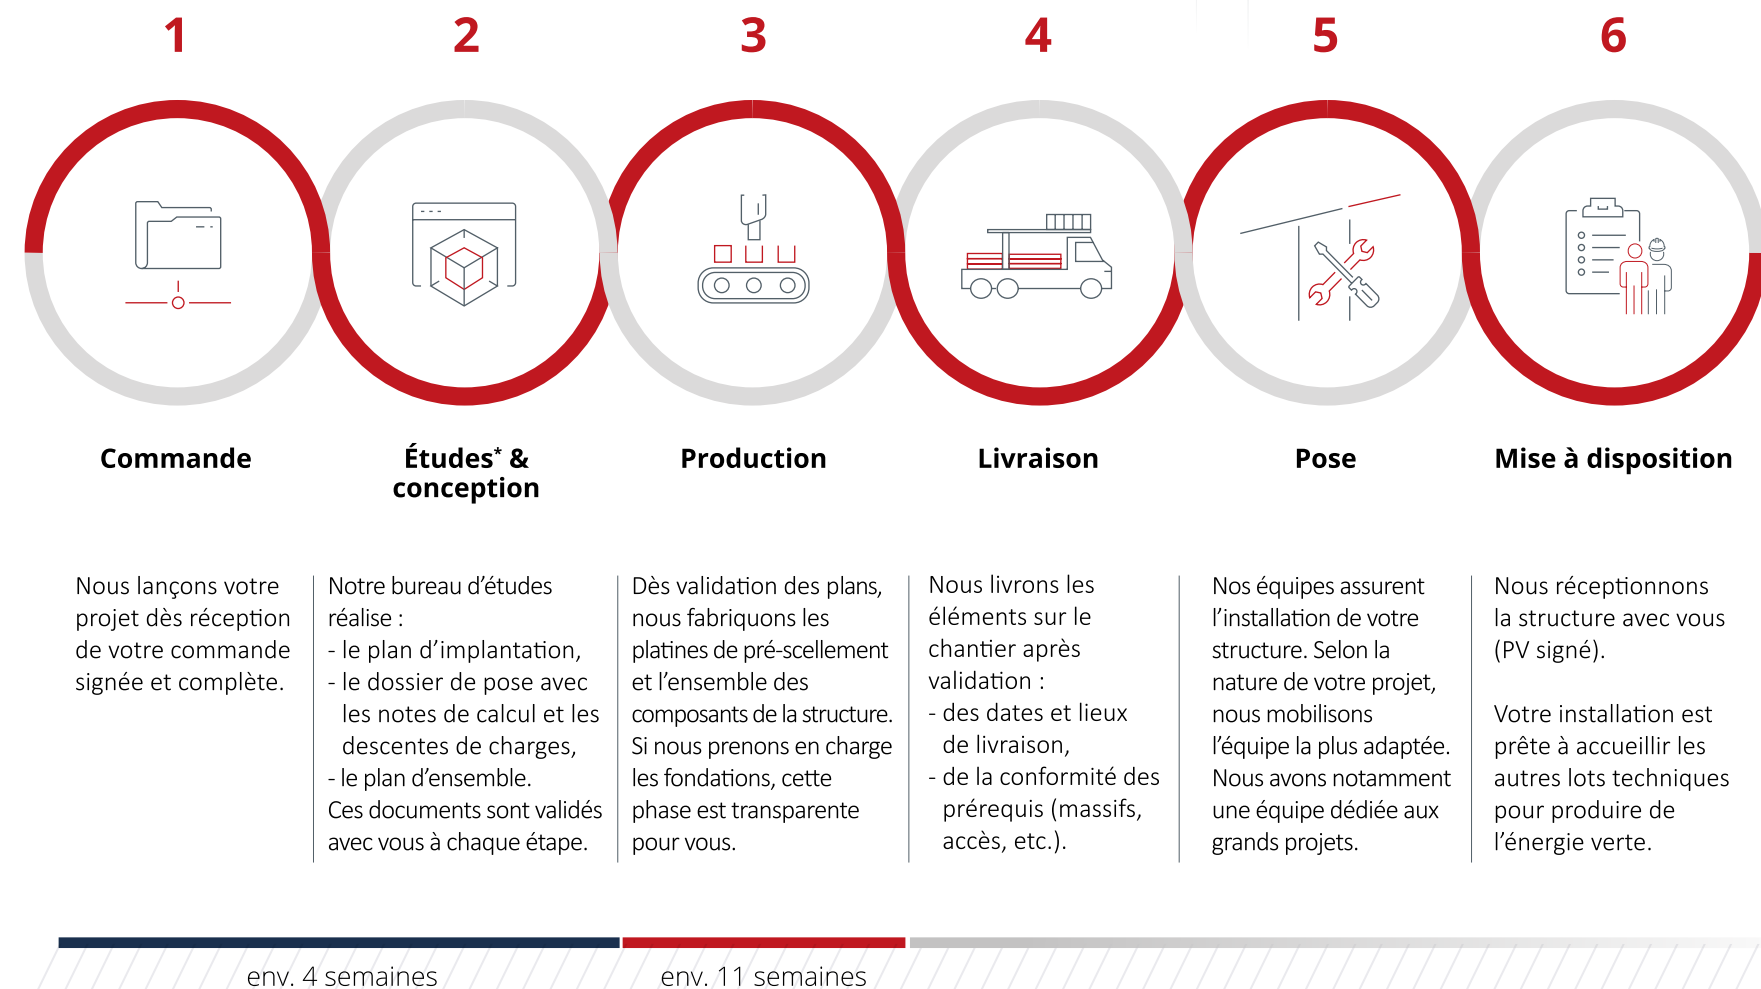 1
2
3
4
5
6
Commande
Études* &
conception
Production
Livraison
Pose
Mise à disposition
Nous lançons votre
projet dès réception
de votre commande
signée et complète.
Notre bureau d’études
réalise :
- le plan d’implantation,
- le dossier de pose avec
les notes de calcul et les
descentes de charges,
- le plan d’ensemble.
Ces documents sont validés
avec vous à chaque étape.
Dès validation des plans,
nous fabriquons les
platines de pré-scellement
et l’ensemble des
composants de la structure.
Si nous prenons en charge
les fondations, cette
phase est transparente
pour vous.
Nous livrons les
éléments sur le
chantier après
validation :
- des dates et lieux
de livraison,
- de la conformité des
prérequis (massifs,
accès, etc.).
Nos équipes assurent
l’installation de votre
structure. Selon la
nature de votre projet,
nous mobilisons
l’équipe la plus adaptée.
Nous avons notamment
une équipe dédiée aux
grands projets.
Nous réceptionnons
la structure avec vous
(PV signé).
Votre installation est
prête à accueillir les
autres lots techniques
pour produire de
l’énergie verte.
env. 4 semaines
env. 11 semaines